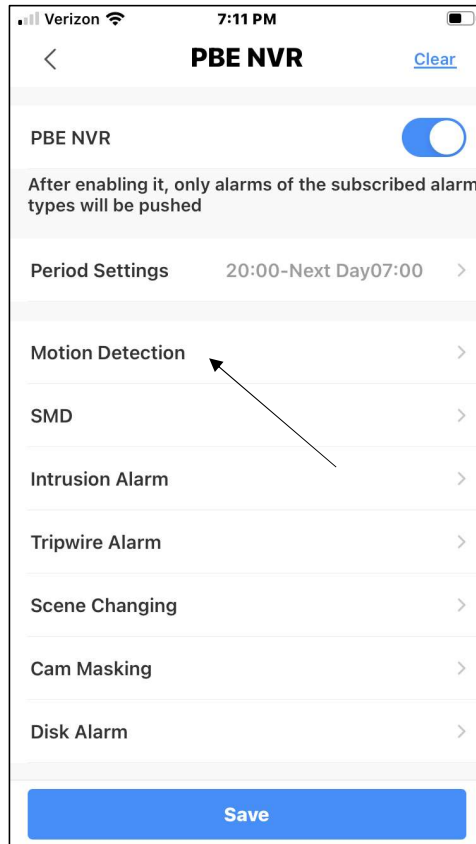 Verizon 7:11 PM
PBE NVR Clear
PBE NVR
After enabling it, only alarms of the subscribed alarm
types will be pushed
Period Settings 20:00-Next Day07:00
Motion Detection
SMD
Intrusion Alarm
Tripwire Alarm
Scene Changing
Cam Masking
Disk Alarm
Save